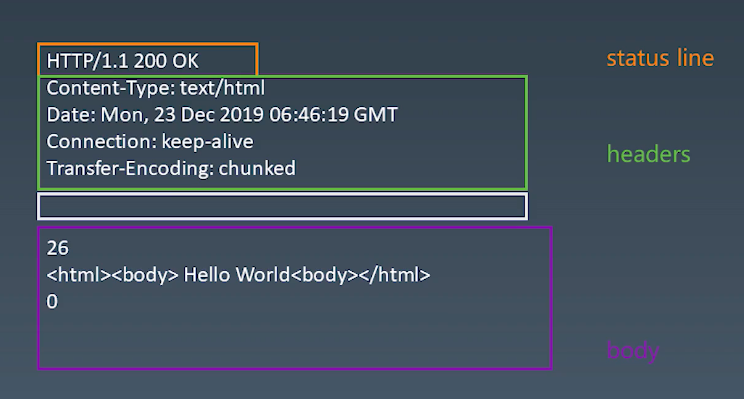 HTTP/1.1 200 OK
status line
Content-Type: text/html
Date: Mon, 23 Dec 2019 06:46:19 GMT
Connection: keep-alive
Transfer-Encoding: chunked
headers
26
<html><body> Hello World<body></html>
0
body